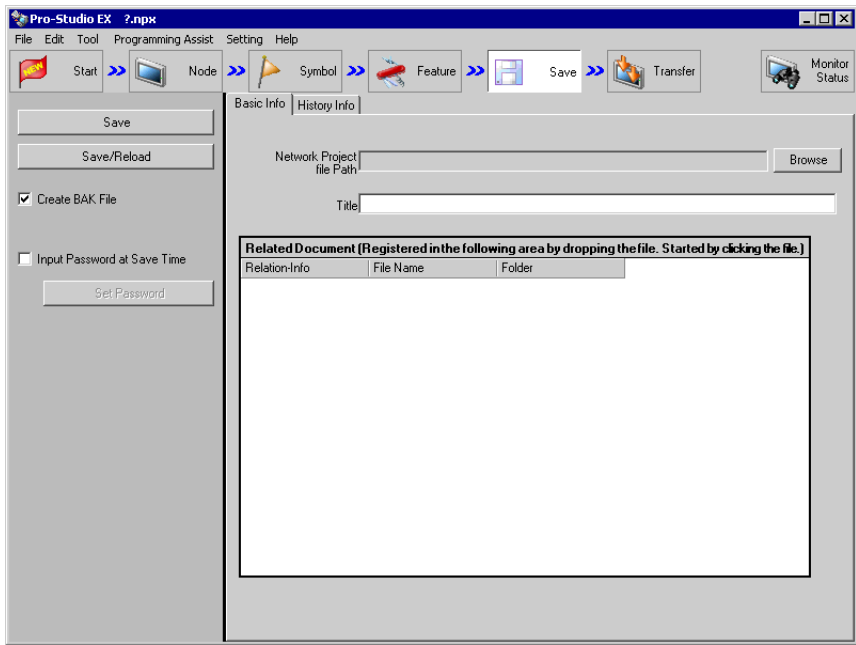 Pro-Studio EX ?.npx
File Edit Tool Programming Assist Setting Help
NEW Start Node Symbol Feature Save Transfer Monitor Status
Basic Info History Info
Save
Save/Reload
Network Project file Path Browse
Create BAK File
Title
Related Document (Registered in the following area by dropping the file. Started by clicking the file.)
Input Password at Save Time
Relation-Info File Name Folder
Set Password